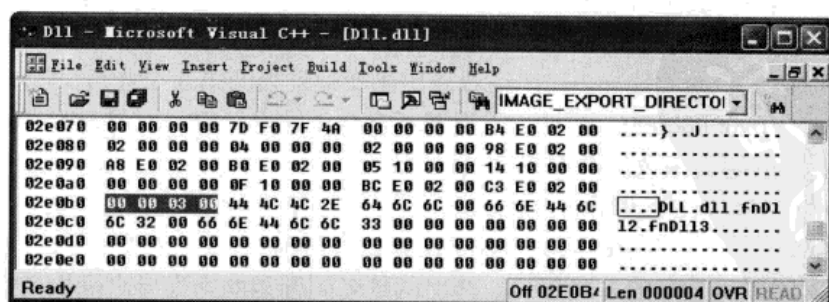 Dll - Microsoft Visual C++ - [Dll.dll]
File Edit View Insert Project Build Tools Window Help
IMAGE_EXPORT_DIRECTOI
02e070 00 00 00 00 7D F0 7F 4A 00 00 00 00 B4 E0 02 00 ....}..J........
02e080 02 00 00 00 04 00 00 00 02 00 00 00 98 E0 02 00 ................
02e090 A8 E0 02 00 B0 E0 02 00 05 10 00 00 14 10 00 00 ................
02e0a0 00 00 00 00 0F 10 00 00 BC E0 02 00 C3 E0 02 00 ................
02e0b0 00 00 03 00 44 4C 4C 2E 64 6C 6C 00 66 6E 44 6C ....DLL.dll.fnDl
02e0c0 6C 32 00 66 6E 44 6C 6C 33 00 00 00 00 00 00 00 l2.fnDll3.......
02e0d0 00 00 00 00 00 00 00 00 00 00 00 00 00 00 00 00 ................
02e0e0 00 00 00 00 00 00 00 00 00 00 00 00 00 00 00 00 ................
Ready Off 02E0B4 Len 000004 OVR READ